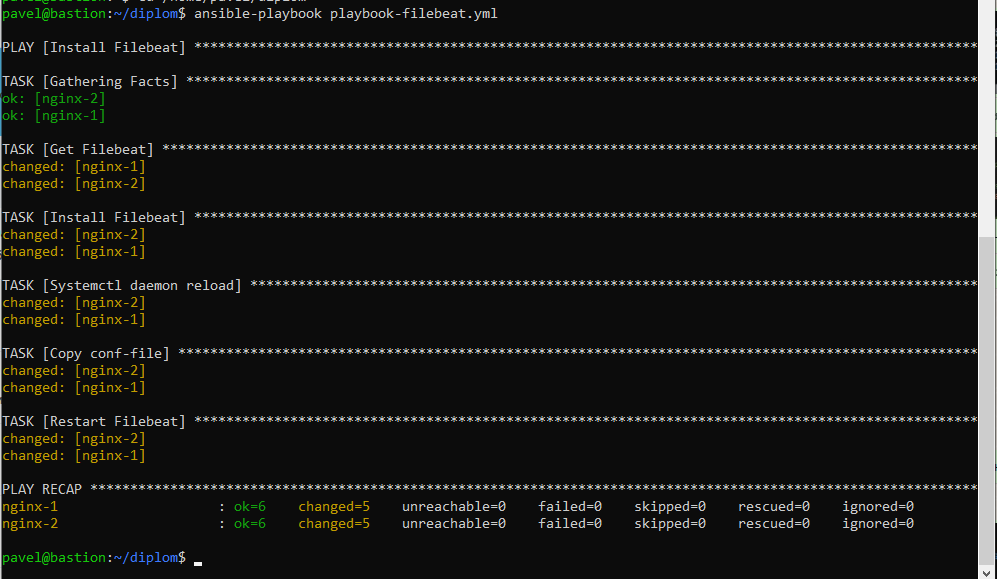 pavel@bastion:~/diplom$ ansible-playbook playbook-filebeat.yml
PLAY [Install Filebeat] *************************************************************************************************
TASK [Gathering Facts] **************************************************************************************************
ok: [nginx-2]
ok: [nginx-1]
TASK [Get Filebeat] *****************************************************************************************************
changed: [nginx-1]
changed: [nginx-2]
TASK [Install Filebeat] *************************************************************************************************
changed: [nginx-2]
changed: [nginx-1]
TASK [Systemctl daemon reload] ******************************************************************************************
changed: [nginx-2]
changed: [nginx-1]
TASK [Copy conf-file] ***************************************************************************************************
changed: [nginx-2]
changed: [nginx-1]
TASK [Restart Filebeat] *************************************************************************************************
changed: [nginx-2]
changed: [nginx-1]
PLAY RECAP **************************************************************************************************************
nginx-1                    : ok=6    changed=5    unreachable=0    failed=0    skipped=0    rescued=0    ignored=0
nginx-2                    : ok=6    changed=5    unreachable=0    failed=0    skipped=0    rescued=0    ignored=0
pavel@bastion:~/diplom$